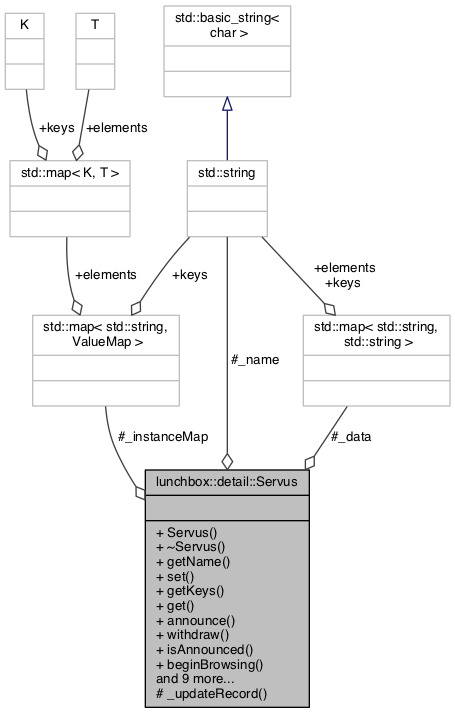 K
T
std::basic_string<
char >
+keys
+elements
std::map< K, T >
std::string
+elements
+keys
+elements
+keys
std::map< std::string,
ValueMap >
std::map< std::string,
std::string >
#_name
#_instanceMap
#_data
lunchbox::detail::Servus
+ Servus()
+ ~Servus()
+ getName()
+ set()
+ getKeys()
+ get()
+ announce()
+ withdraw()
+ isAnnounced()
+ beginBrowsing()
and 9 more...
# _updateRecord()